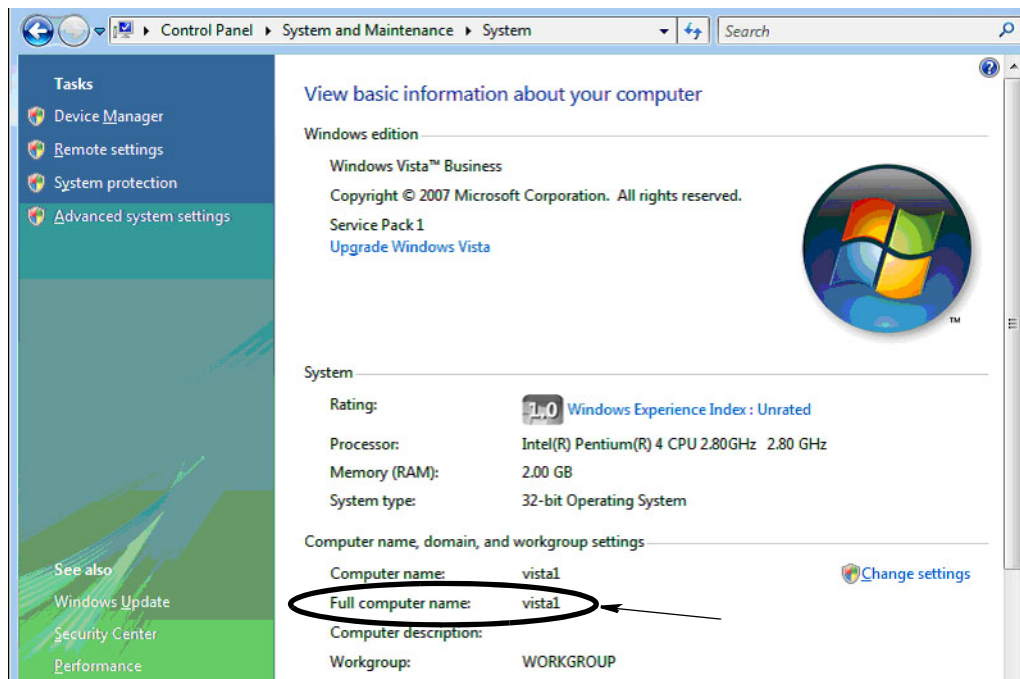 Control Panel ▸ System and Maintenance ▸ System
Search
Tasks
Device Manager
Remote settings
System protection
Advanced system settings
See also
Windows Update
Security Center
Performance
View basic information about your computer
Windows edition
Windows Vista™ Business
Copyright © 2007 Microsoft Corporation. All rights reserved.
Service Pack 1
Upgrade Windows Vista
TM
System
Rating: 1,0 Windows Experience Index : Unrated
Processor: Intel(R) Pentium(R) 4 CPU 2.80GHz 2.80 GHz
Memory (RAM): 2.00 GB
System type: 32-bit Operating System
Computer name, domain, and workgroup settings
Computer name: vista1
Change settings
Full computer name: vista1
Computer description:
Workgroup: WORKGROUP